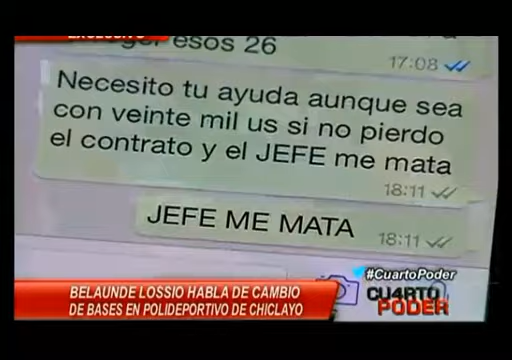 EXCLUSIVO
esos 26
17:08
Necesito tu ayuda aunque sea
con veinte mil us si no pierdo
el contrato y el JEFE me mata
18:11
JEFE ME MATA
18:11
#CuartoPoder
CU4RTO
PODER
BELAUNDE LOSSIO HABLA DE CAMBIO
DE BASES EN POLIDEPORTIVO DE CHICLAYO